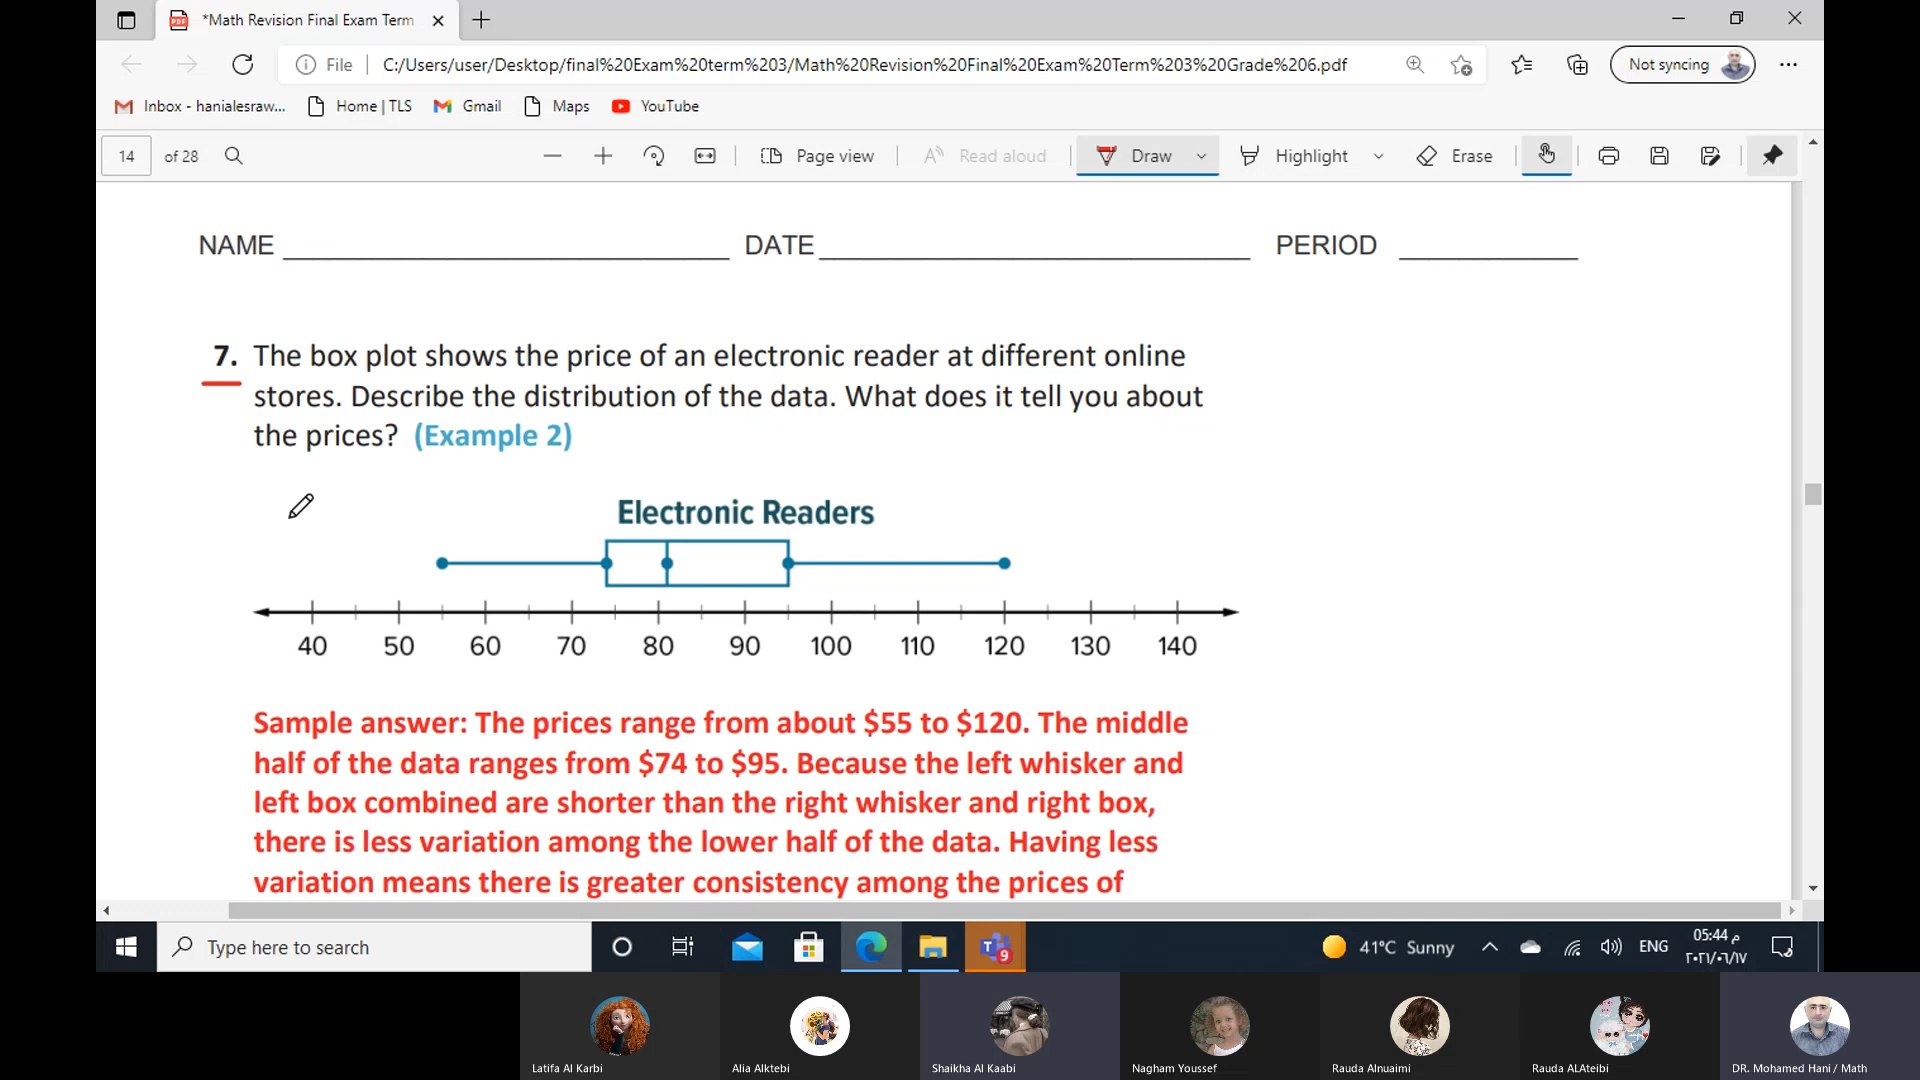 *Math Revision Final Exam Term
File
C:/Users/user/Desktop/final%20Exam%20term%203/Math%20Revision%20Final%20Exam%20Term%203%20Grade%206.pdf
Not syncing
Inbox - hanialesraw...
Home | TLS
Gmail
Maps
YouTube
14
of 28
Page view
Read aloud
Draw
Highlight
Erase
NAME
DATE
PERIOD
7. The box plot shows the price of an electronic reader at different online
stores. Describe the distribution of the data. What does it tell you about
the prices? (Example 2)
Electronic Readers
40 50 60 70 80 90 100 110 120 130 140
Sample answer: The prices range from about $55 to $120. The middle
half of the data ranges from $74 to $95. Because the left whisker and
left box combined are shorter than the right whisker and right box,
there is less variation among the lower half of the data. Having less
variation means there is greater consistency among the prices of
Type here to search
T
9
41°C Sunny
ENG
05:44 م
٢٠٢١/٠٦/١٧
Latifa Al Karbi
Alia Alktebi
Shaikha Al Kaabi
Nagham Youssef
Rauda Alnuaimi
Rauda ALAteibi
DR. Mohamed Hani / Math